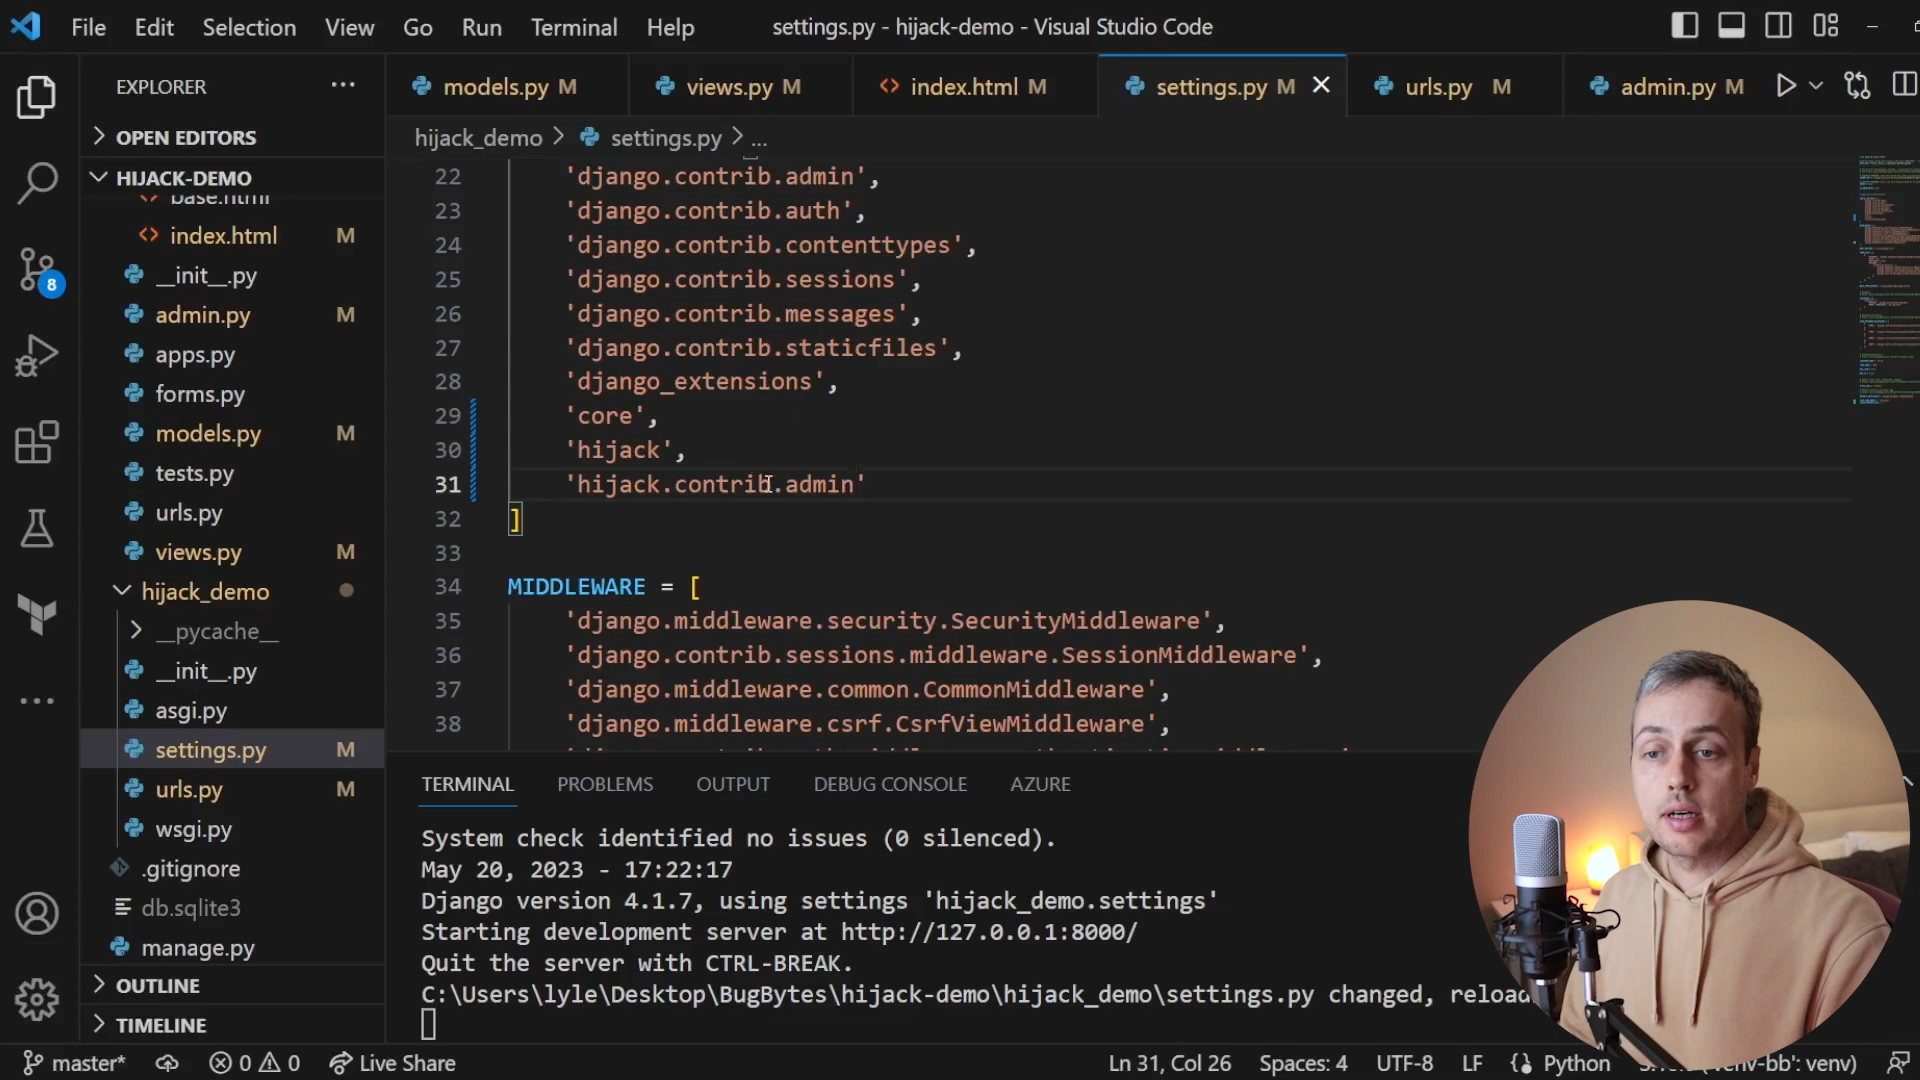 File Edit Selection View Go Run Terminal Help
settings.py - hijack-demo - Visual Studio Code
EXPLORER
OPEN EDITORS
HIJACK-DEMO
base.html
index.html M
__init__.py
admin.py M
apps.py
forms.py
models.py M
tests.py
urls.py
views.py M
hijack_demo
__pycache__
__init__.py
asgi.py
settings.py M
urls.py M
wsgi.py
.gitignore
db.sqlite3
manage.py
OUTLINE
TIMELINE
8
models.py M
views.py M
index.html M
settings.py M
urls.py M
admin.py M
hijack_demo > settings.py > ...
22 'django.contrib.admin',
23 'django.contrib.auth',
24 'django.contrib.contenttypes',
25 'django.contrib.sessions',
26 'django.contrib.messages',
27 'django.contrib.staticfiles',
28 'django_extensions',
29 'core',
30 'hijack',
31 'hijack.contrib.admin'
32 ]
33
34 MIDDLEWARE = [
35 'django.middleware.security.SecurityMiddleware',
36 'django.contrib.sessions.middleware.SessionMiddleware',
37 'django.middleware.common.CommonMiddleware',
38 'django.middleware.csrf.CsrfViewMiddleware',
TERMINAL PROBLEMS OUTPUT DEBUG CONSOLE AZURE
System check identified no issues (0 silenced).
May 20, 2023 - 17:22:17
Django version 4.1.7, using settings 'hijack_demo.settings'
Starting development server at http://127.0.0.1:8000/
Quit the server with CTRL-BREAK.
C:\Users\lyle\Desktop\BugBytes\hijack-demo\hijack_demo\settings.py changed, reload
master* 0 0 Live Share
Ln 31, Col 26 Spaces: 4 UTF-8 LF Python venv)